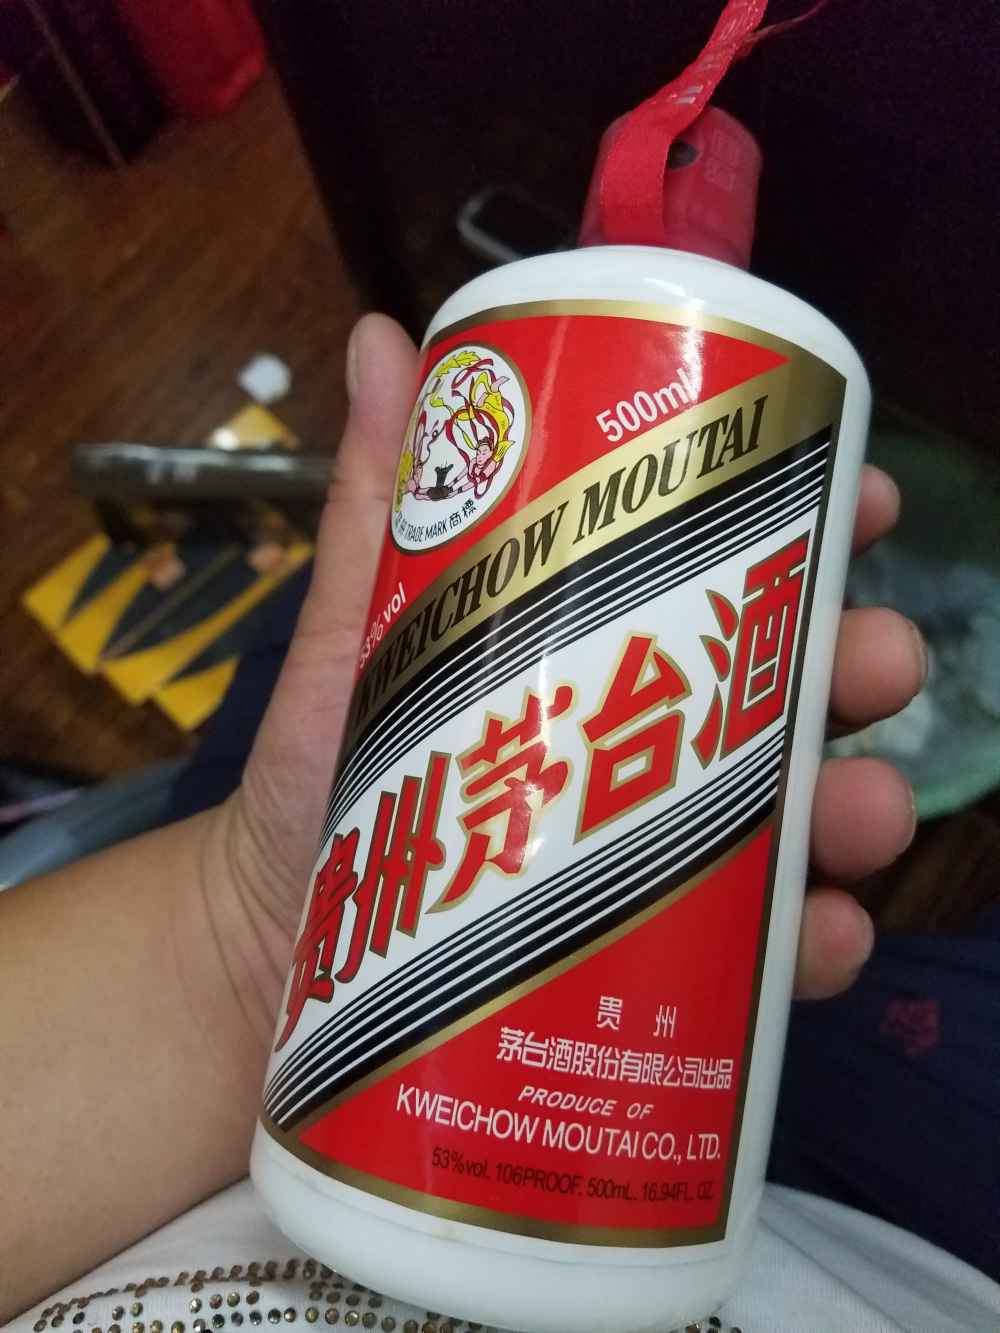 500ml
TRADE MARK 商標
53%vol
KWEICHOW MOUTAI
贵州茅台酒
贵 州
茅台酒股份有限公司出品
PRODUCE OF
KWEICHOW MOUTAI CO., LTD.
53%vol. 106PROOF. 500mL. 16.94FL. OZ